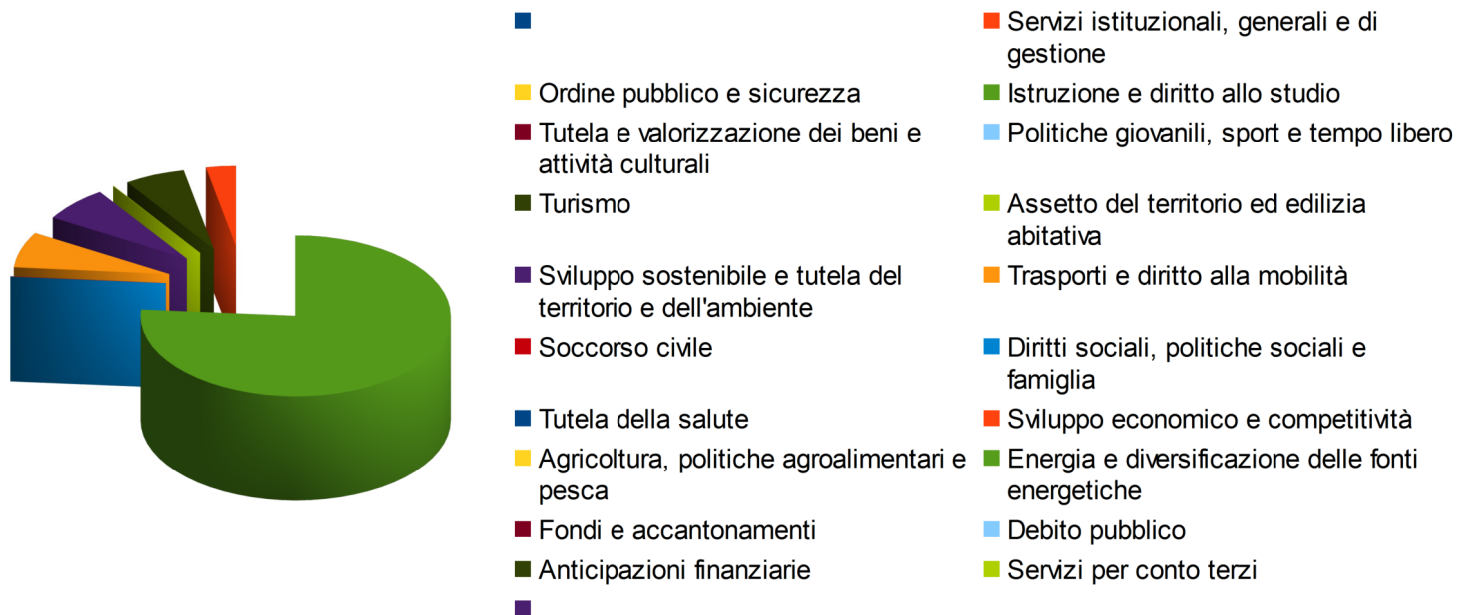 Servizi istituzionali, generali e di
gestione
Ordine pubblico e sicurezza
Istruzione e diritto allo studio
Tutela e valorizzazione dei beni e
attività culturali
Politiche giovanili, sport e tempo libero
Turismo
Assetto del territorio ed edilizia
abitativa
Sviluppo sostenibile e tutela del
territorio e dell'ambiente
Trasporti e diritto alla mobilità
Soccorso civile
Diritti sociali, politiche sociali e
famiglia
Tutela della salute
Sviluppo economico e competitività
Agricoltura, politiche agroalimentari e
pesca
Energia e diversificazione delle fonti
energetiche
Fondi e accantonamenti
Debito pubblico
Anticipazioni finanziarie
Servizi per conto terzi